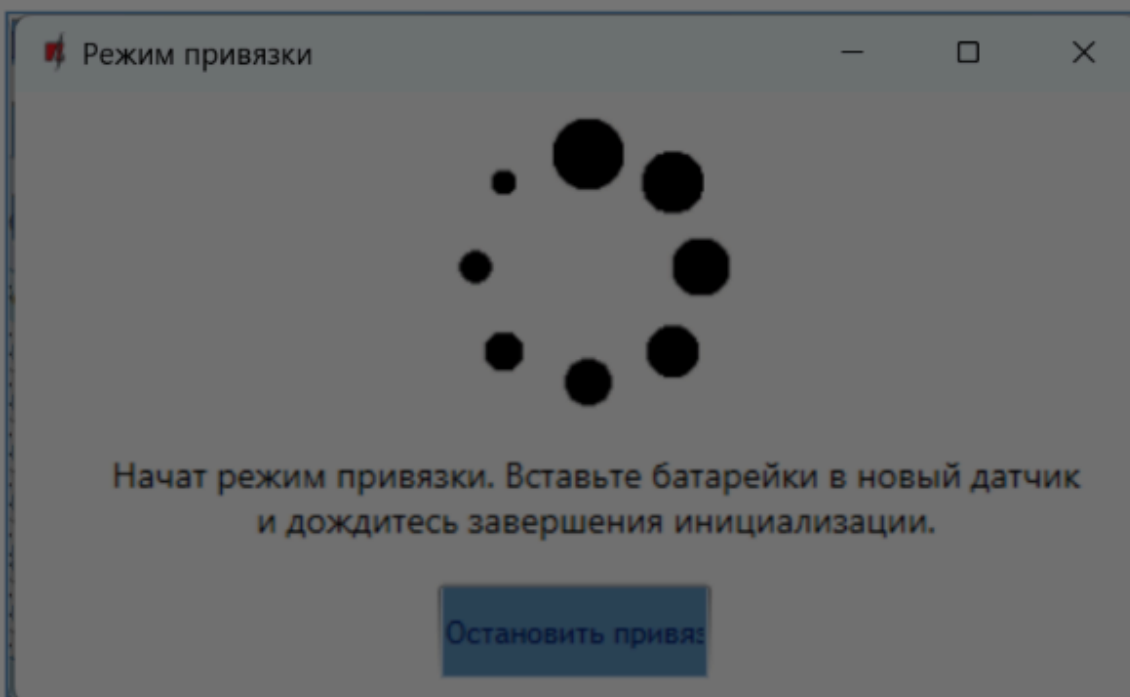 Режим привязки
Начат режим привязки. Вставьте батарейки в новый датчик
и дождитесь завершения инициализации.
Остановить привяз